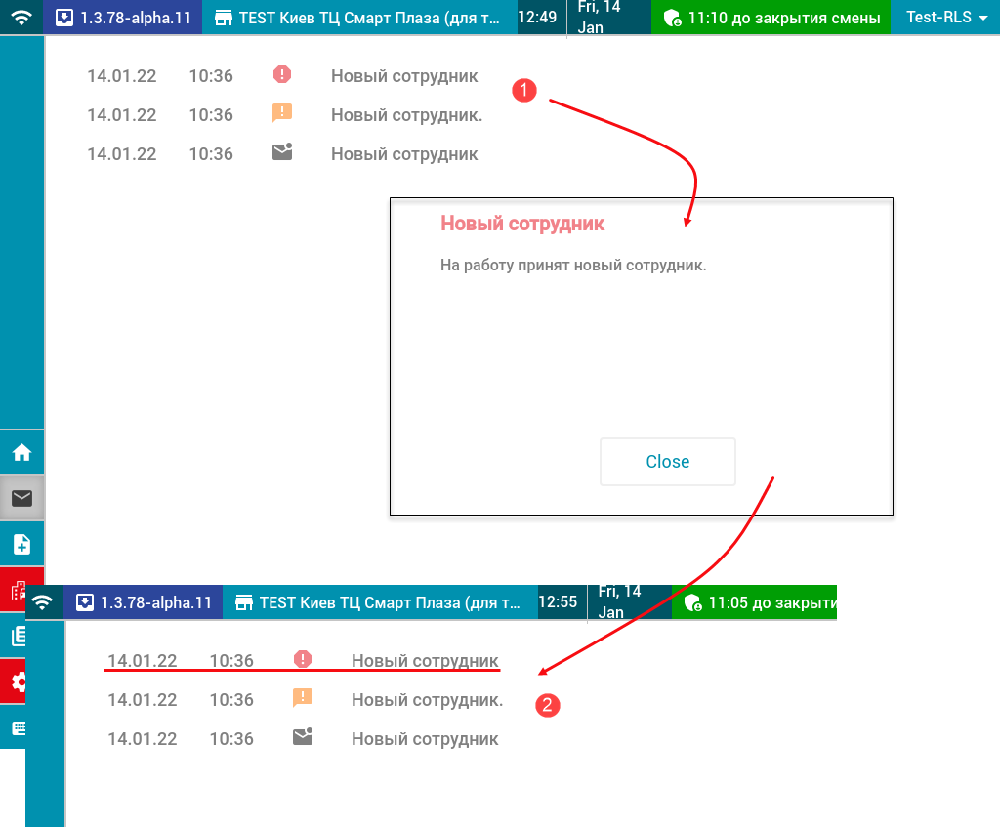 1.3.78-alpha.11 TEST Киев ТЦ Смарт Плаза (для т... 12:49 Fri, 14 Jan 11:10 до закрытия смены Test-RLS
14.01.22 10:36 Новый сотрудник
14.01.22 10:36 Новый сотрудник.
14.01.22 10:36 Новый сотрудник
1
Новый сотрудник
На работу принят новый сотрудник.
Close
1.3.78-alpha.11 TEST Киев ТЦ Смарт Плаза (для т... 12:55 Fri, 14 Jan 11:05 до закрыти
14.01.22 10:36 Новый сотрудник
14.01.22 10:36 Новый сотрудник.
2
14.01.22 10:36 Новый сотрудник